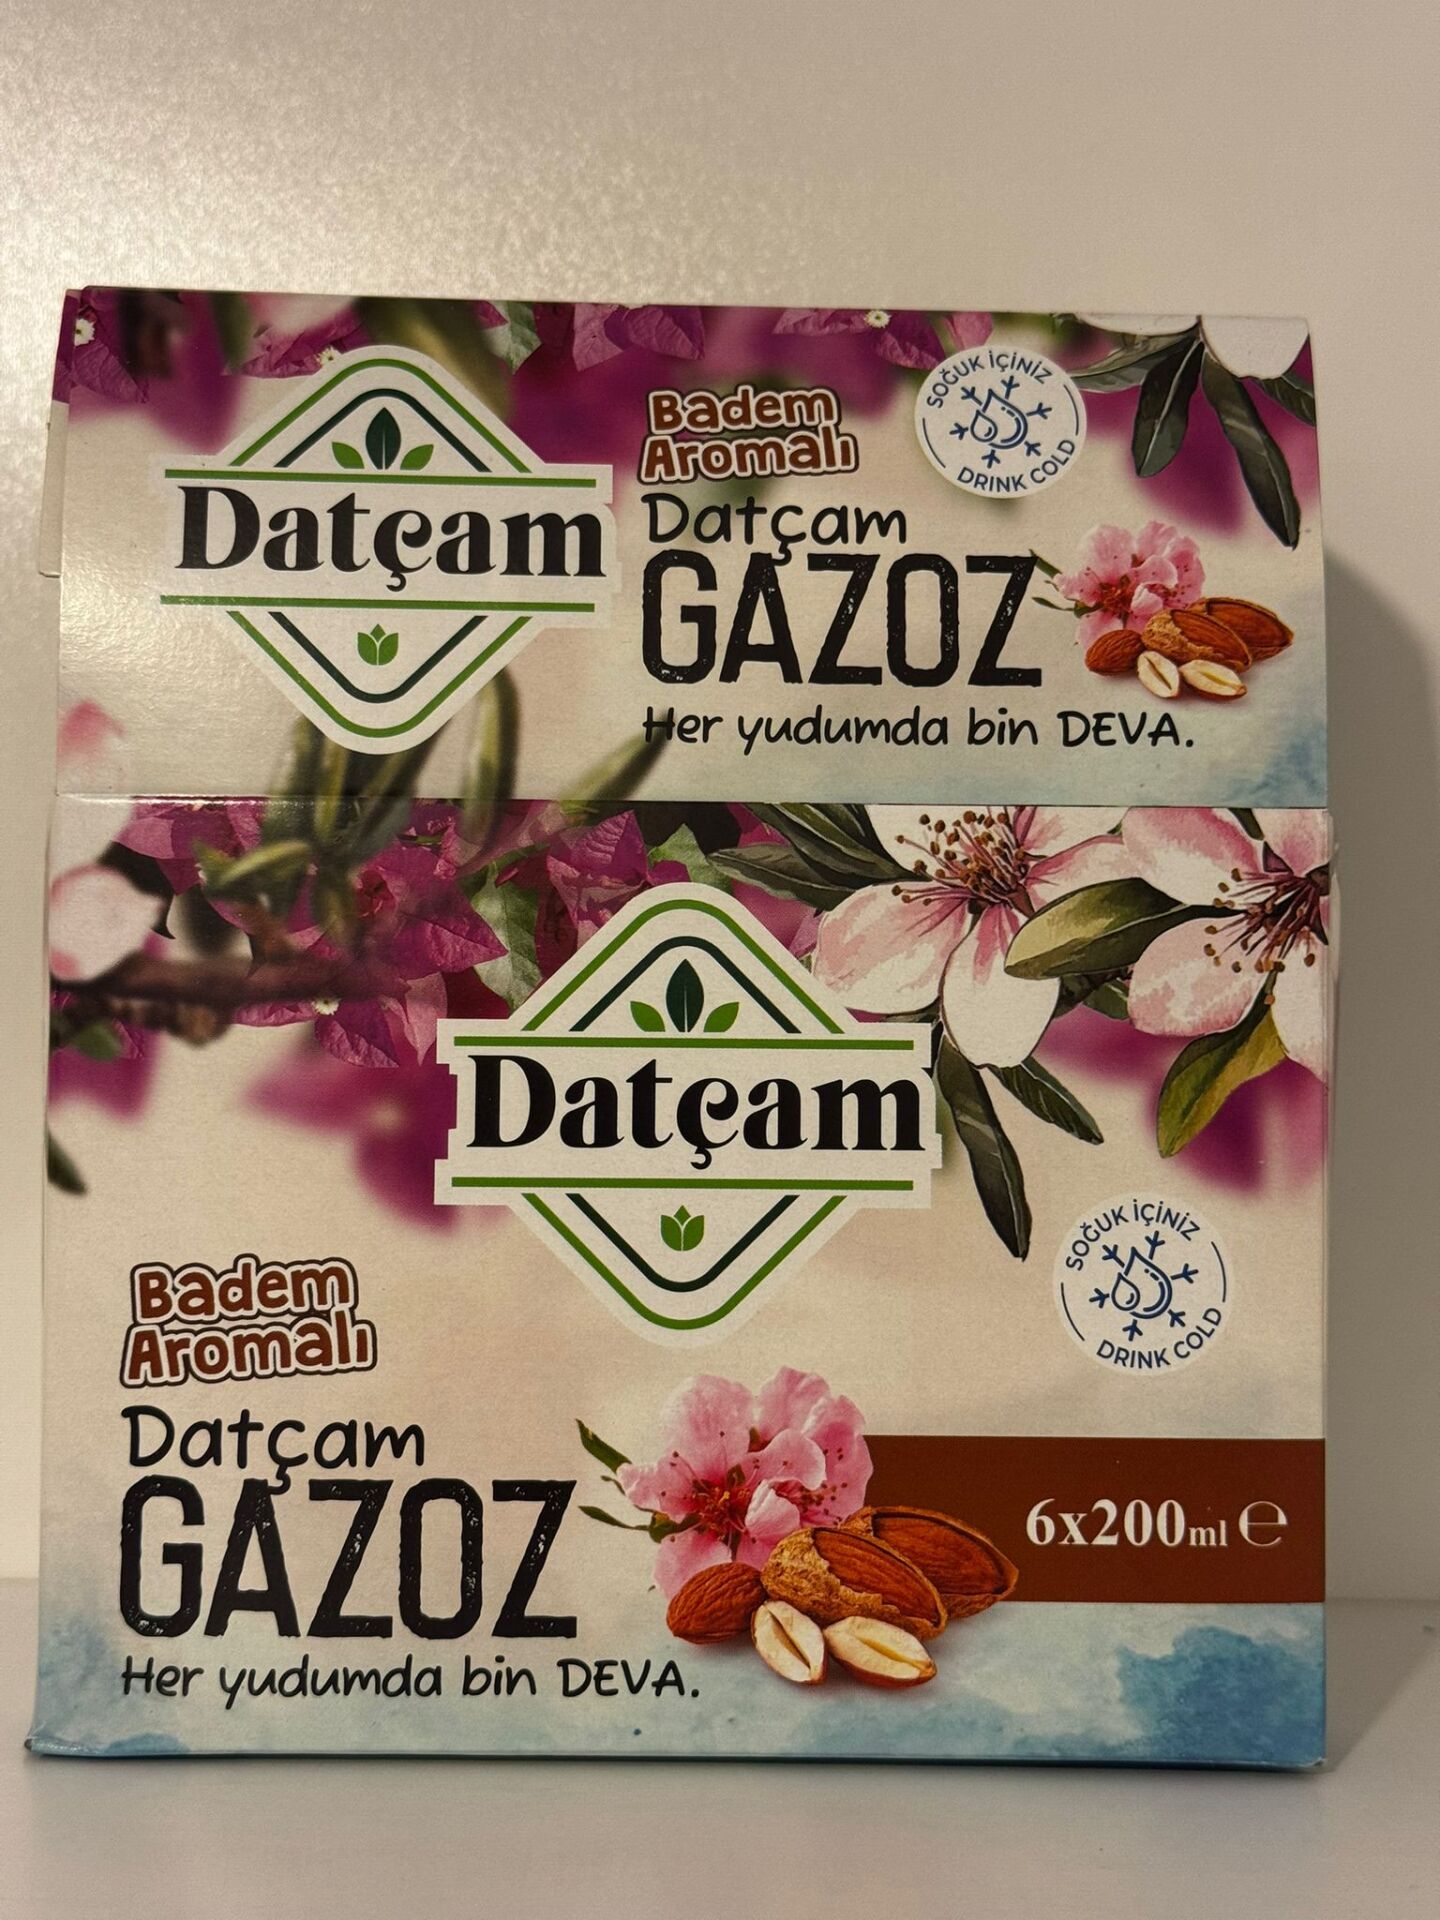 Datçam
Badem
Aromalı
Datçam
GAZOZ
Her yudumda bin DEVA.
SOĞUK İÇİNİZ
DRINK COLD
Datçam
SOĞUK İÇİNİZ
DRINK COLD
Badem
Aromalı
Datçam
GAZOZ
Her yudumda bin DEVA.
6x200ml ℮